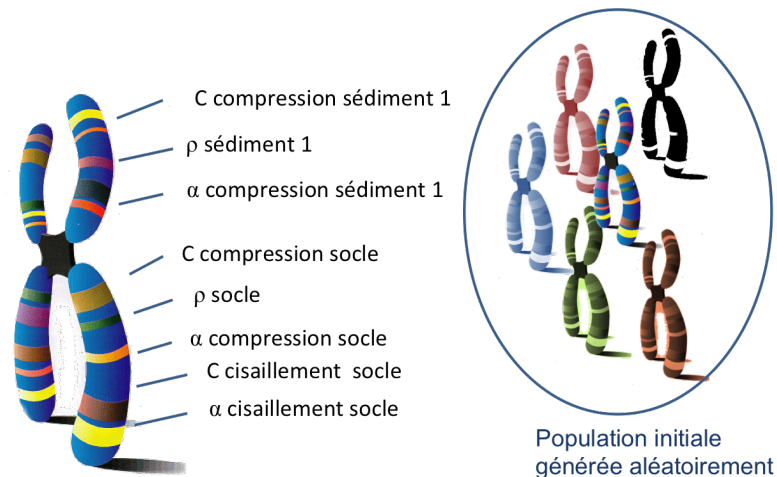 C compression sédiment 1
ρ sédiment 1
α compression sédiment 1
C compression socle
ρ socle
α compression socle
C cisaillement socle
α cisaillement socle
Population initiale
générée aléatoirement